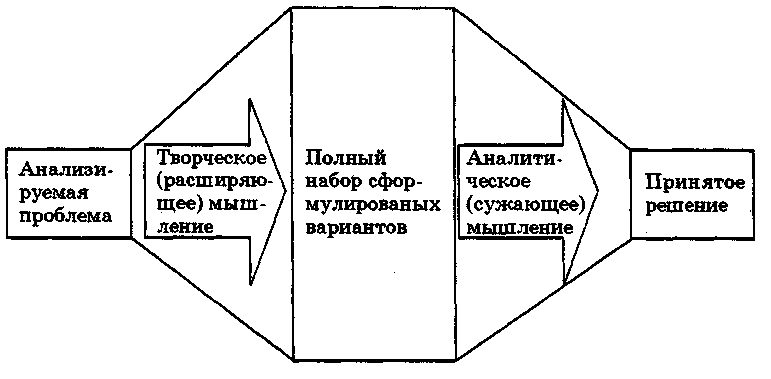 Анализи-
руемая
проблема
Творческое
(расширяю-
щее) мыш-
ление
Полный
набор сфор-
мулированых
вариантов
Аналити-
ческое
(сужающее)
мышление
Принятое
решение